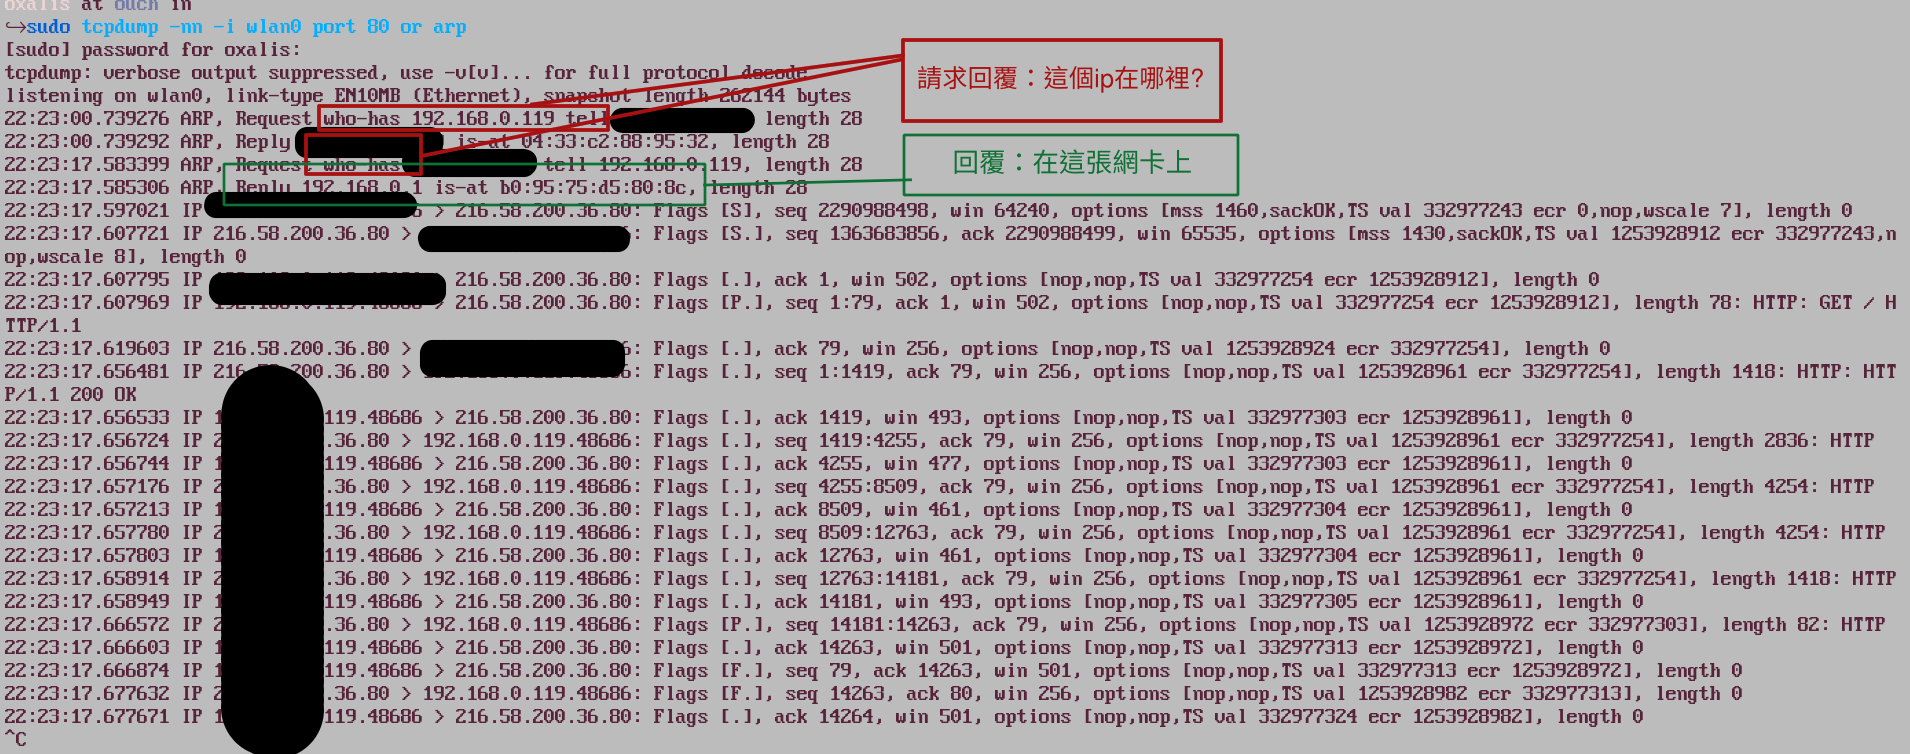 oxalis at ouch in
↪sudo tcpdump -nn -i wlan0 port 80 or arp
[sudo] password for oxalis:
tcpdump: verbose output suppressed, use -v[v]... for full protocol decode
listening on wlan0, link-type EN10MB (Ethernet), snapshot length 262144 bytes
22:23:00.739276 ARP, Request who-has 192.168.0.119 tell length 28
22:23:00.739292 ARP, Reply is-at 04:33:c2:88:95:32, length 28
22:23:17.583399 ARP, Request who-has tell 192.168.0.119, length 28
22:23:17.585306 ARP, Reply 192.168.0.1 is-at b0:95:75:d5:80:8c, length 28
請求回覆：這個ip在哪裡?
回覆：在這張網卡上
22:23:17.597021 IP > 216.58.200.36.80: Flags [S], seq 2290988498, win 64240, options [mss 1460,sackOK,TS val 332977243 ecr 0,nop,wscale 7], length 0
22:23:17.607721 IP 216.58.200.36.80 > : Flags [S.], seq 1363683856, ack 2290988499, win 65535, options [mss 1430,sackOK,TS val 1253928912 ecr 332977243,n
op,wscale 8], length 0
22:23:17.607795 IP 216.58.200.36.80: Flags [.], ack 1, win 502, options [nop,nop,TS val 332977254 ecr 1253928912], length 0
22:23:17.607969 IP 192.168.0.119.48686 > 216.58.200.36.80: Flags [P.], seq 1:79, ack 1, win 502, options [nop,nop,TS val 332977254 ecr 1253928912], length 78: HTTP: GET / H
TTP/1.1
22:23:17.619603 IP 216.58.200.36.80 > : Flags [.], ack 79, win 256, options [nop,nop,TS val 1253928924 ecr 332977254], length 0
22:23:17.656481 IP 216.58.200.36.80 > : Flags [.], seq 1:1419, ack 79, win 256, options [nop,nop,TS val 1253928961 ecr 332977254], length 1418: HTTP: HTT
P/1.1 200 OK
22:23:17.656533 IP 1 119.48686 > 216.58.200.36.80: Flags [.], ack 1419, win 493, options [nop,nop,TS val 332977303 ecr 1253928961], length 0
22:23:17.656724 IP 2 .36.80 > 192.168.0.119.48686: Flags [.], seq 1419:4255, ack 79, win 256, options [nop,nop,TS val 1253928961 ecr 332977254], length 2836: HTTP
22:23:17.656744 IP 1 119.48686 > 216.58.200.36.80: Flags [.], ack 4255, win 477, options [nop,nop,TS val 332977303 ecr 1253928961], length 0
22:23:17.657176 IP 2 .36.80 > 192.168.0.119.48686: Flags [.], seq 4255:8509, ack 79, win 256, options [nop,nop,TS val 1253928961 ecr 332977254], length 4254: HTTP
22:23:17.657213 IP 1 119.48686 > 216.58.200.36.80: Flags [.], ack 8509, win 461, options [nop,nop,TS val 332977304 ecr 1253928961], length 0
22:23:17.657780 IP 2 .36.80 > 192.168.0.119.48686: Flags [.], seq 8509:12763, ack 79, win 256, options [nop,nop,TS val 1253928961 ecr 332977254], length 4254: HTTP
22:23:17.657803 IP 1 119.48686 > 216.58.200.36.80: Flags [.], ack 12763, win 461, options [nop,nop,TS val 332977304 ecr 1253928961], length 0
22:23:17.658914 IP 2 .36.80 > 192.168.0.119.48686: Flags [.], seq 12763:14181, ack 79, win 256, options [nop,nop,TS val 1253928961 ecr 332977254], length 1418: HTTP
22:23:17.658949 IP 1 119.48686 > 216.58.200.36.80: Flags [.], ack 14181, win 493, options [nop,nop,TS val 332977305 ecr 1253928961], length 0
22:23:17.666572 IP 2 .36.80 > 192.168.0.119.48686: Flags [P.], seq 14181:14263, ack 79, win 256, options [nop,nop,TS val 1253928972 ecr 332977303], length 82: HTTP
22:23:17.666603 IP 1 119.48686 > 216.58.200.36.80: Flags [.], ack 14263, win 501, options [nop,nop,TS val 332977313 ecr 1253928972], length 0
22:23:17.666874 IP 1 119.48686 > 216.58.200.36.80: Flags [F.], seq 79, ack 14263, win 501, options [nop,nop,TS val 332977313 ecr 1253928972], length 0
22:23:17.677632 IP 2 .36.80 > 192.168.0.119.48686: Flags [F.], seq 14263, ack 80, win 256, options [nop,nop,TS val 1253928982 ecr 332977313], length 0
22:23:17.677671 IP 1 119.48686 > 216.58.200.36.80: Flags [.], ack 14264, win 501, options [nop,nop,TS val 332977324 ecr 1253928982], length 0
^C